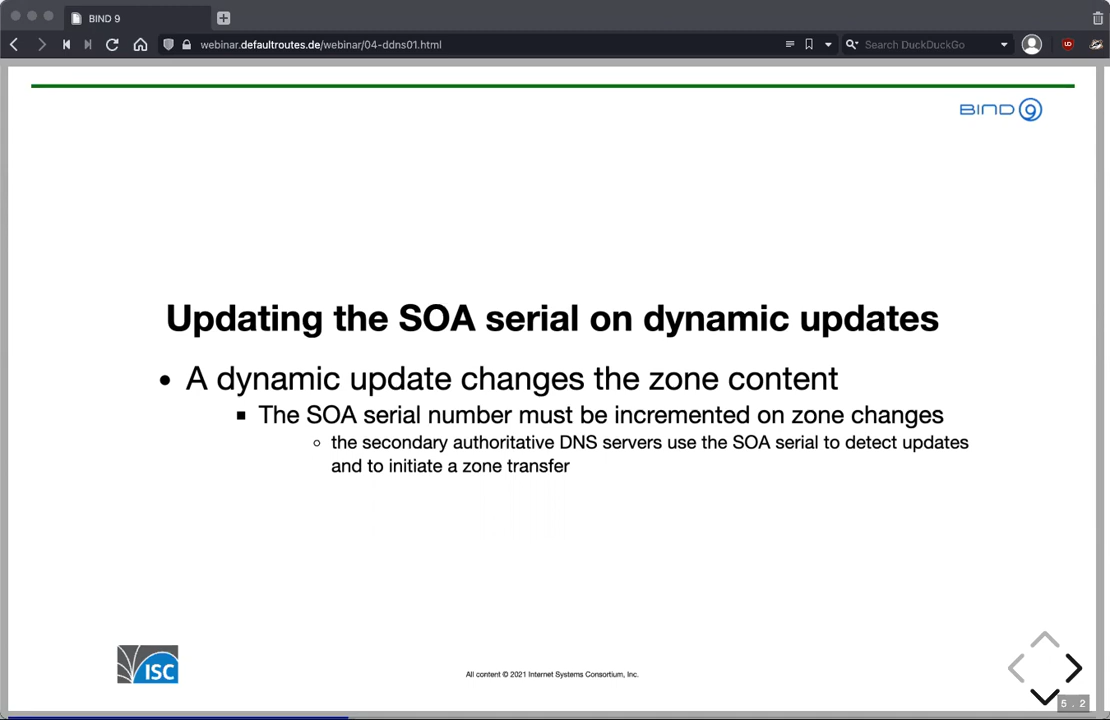 BIND 9
webinar.defaultroutes.de/webinar/04-ddns01.html
Search DuckDuckGo
BIND 9
Updating the SOA serial on dynamic updates
• A dynamic update changes the zone content
▪ The SOA serial number must be incremented on zone changes
◦ the secondary authoritative DNS servers use the SOA serial to detect updates
and to initiate a zone transfer
ISC
All content © 2021 Internet Systems Consortium, Inc.
5 . 2